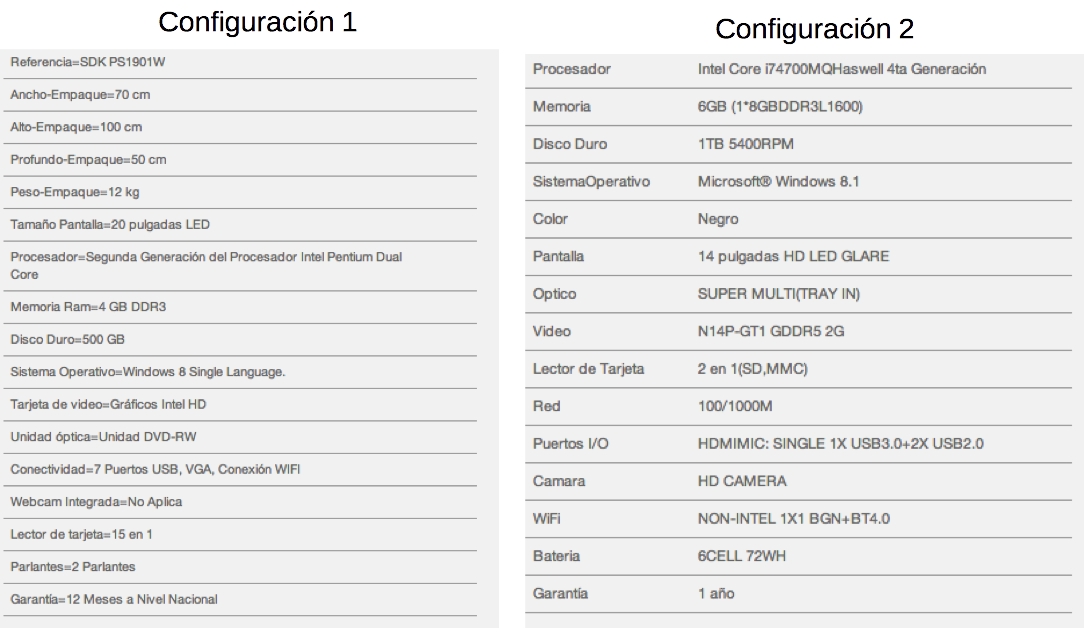 Configuración 1
Referencia=SDK PS1901W
Ancho-Empaque=70 cm
Alto-Empaque=100 cm
Profundo-Empaque=50 cm
Peso-Empaque=12 kg
Tamaño Pantalla=20 pulgadas LED
Procesador=Segunda Generación del Procesador Intel Pentium Dual
Core
Memoria Ram=4 GB DDR3
Disco Duro=500 GB
Sistema Operativo=Windows 8 Single Language.
Tarjeta de video=Gráficos Intel HD
Unidad óptica=Unidad DVD-RW
Conectividad=7 Puertos USB, VGA, Conexión WIFI
Webcam Integrada=No Aplica
Lector de tarjeta=15 en 1
Parlantes=2 Parlantes
Garantía=12 Meses a Nivel Nacional
Configuración 2
Procesador Intel Core i74700MQHaswell 4ta Generación
Memoria 6GB (1*8GBDDR3L1600)
Disco Duro 1TB 5400RPM
SistemaOperativo Microsoft® Windows 8.1
Color Negro
Pantalla 14 pulgadas HD LED GLARE
Optico SUPER MULTI(TRAY IN)
Video N14P-GT1 GDDR5 2G
Lector de Tarjeta 2 en 1(SD,MMC)
Red 100/1000M
Puertos I/O HDMIMIC: SINGLE 1X USB3.0+2X USB2.0
Camara HD CAMERA
WiFi NON-INTEL 1X1 BGN+BT4.0
Bateria 6CELL 72WH
Garantía 1 año